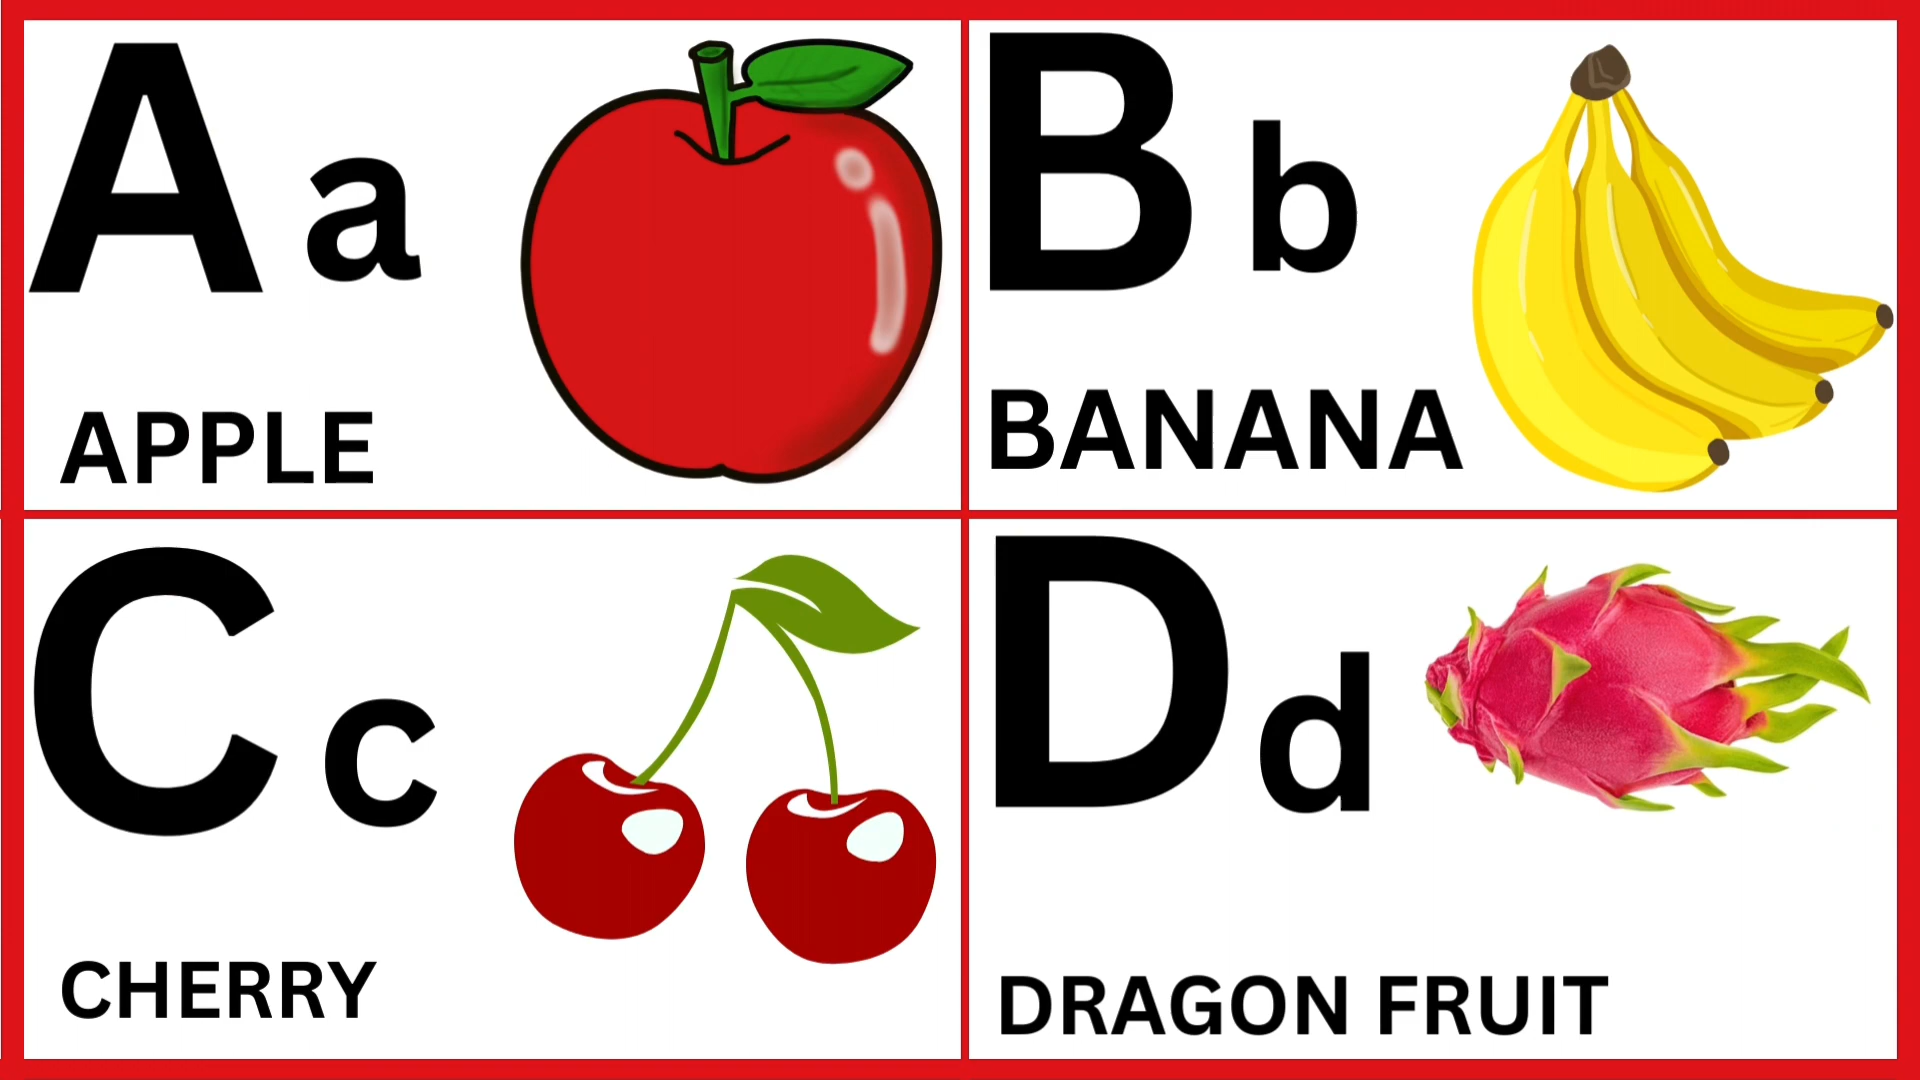 A a
APPLE
B b
BANANA
C c
CHERRY
D d
DRAGON FRUIT